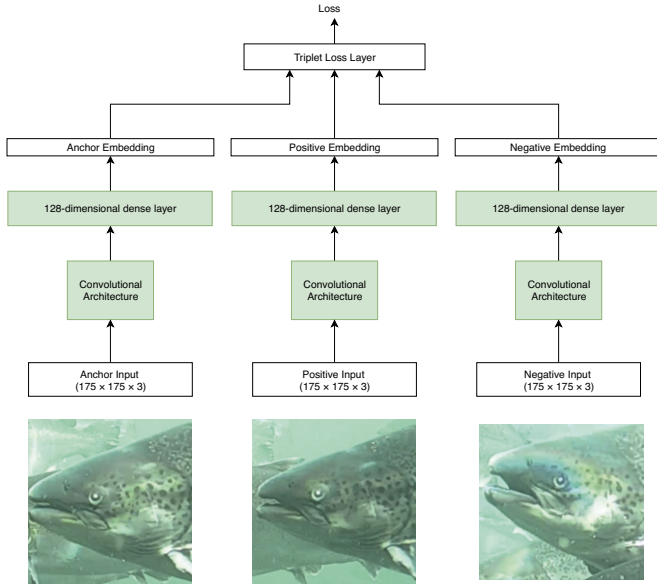 Loss
Triplet Loss Layer
Anchor Embedding
Positive Embedding
Negative Embedding
128-dimensional dense layer
128-dimensional dense layer
128-dimensional dense layer
Convolutional
Architecture
Convolutional
Architecture
Convolutional
Architecture
Anchor Input
(175 × 175 × 3)
Positive Input
(175 × 175 × 3)
Negative Input
(175 × 175 × 3)